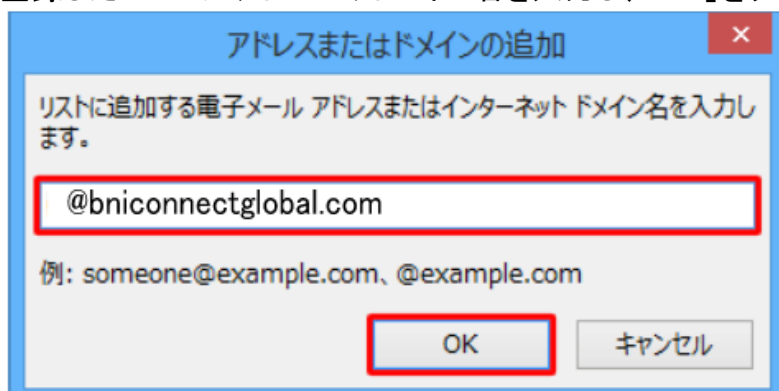 アドレスまたはドメインの追加
リストに追加する電子メール アドレスまたはインターネット ドメイン名を入力し
ます。
@bniconnectglobal.com
例: someone@example.com、@example.com
OK
キャンセル